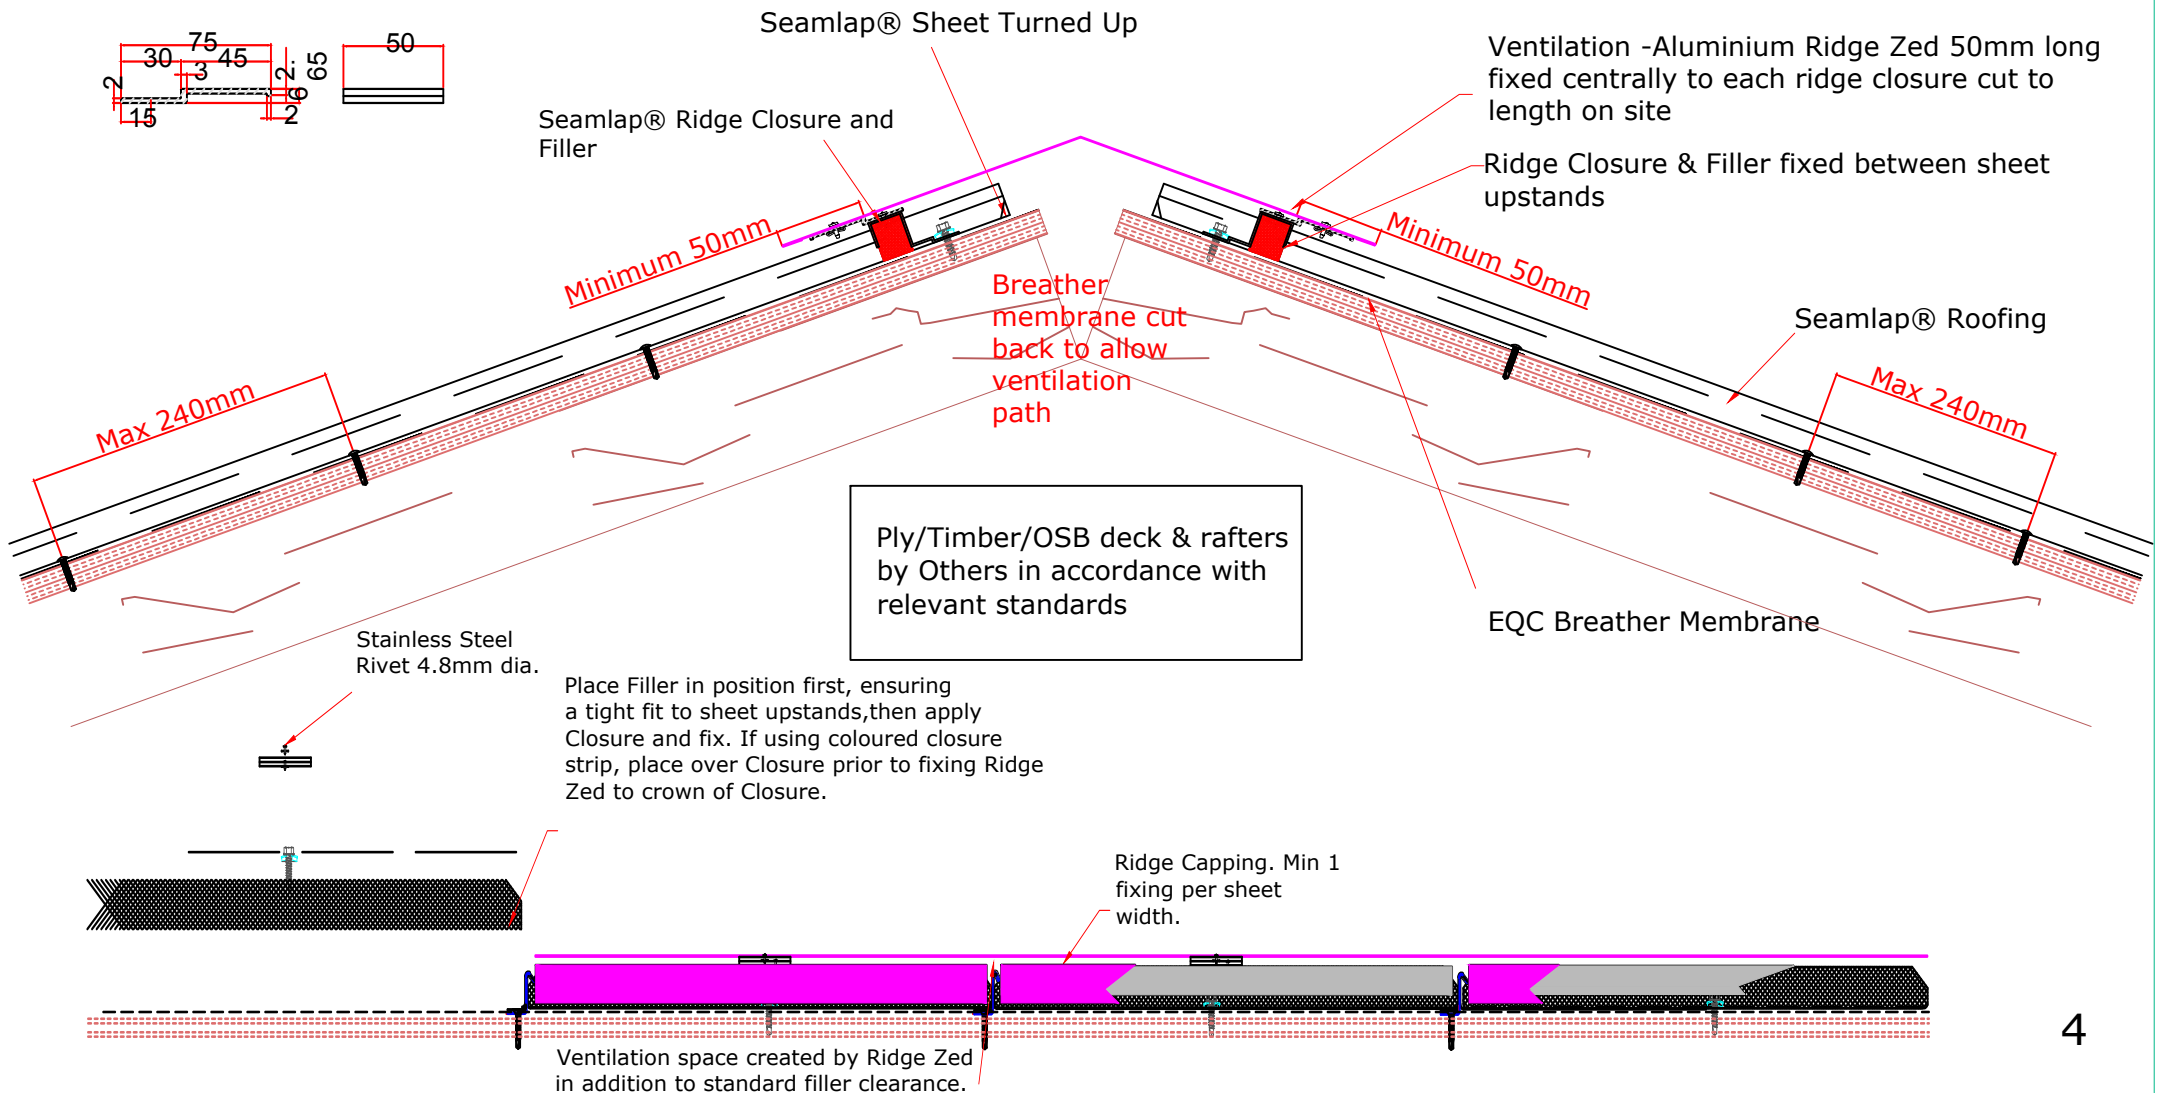 75
30
45
3
2
15
2
2.
6
65
50
Seamlap® Sheet Turned Up
Seamlap® Ridge Closure and
Filler
Ventilation -Aluminium Ridge Zed 50mm long
fixed centrally to each ridge closure cut to
length on site
Ridge Closure & Filler fixed between sheet
upstands
Minimum 50mm
Minimum 50mm
Breather
membrane cut
back to allow
ventilation
path
Seamlap® Roofing
Max 240mm
Max 240mm
Ply/Timber/OSB deck & rafters
by Others in accordance with
relevant standards
EQC Breather Membrane
Stainless Steel
Rivet 4.8mm dia.
Place Filler in position first, ensuring
a tight fit to sheet upstands,then apply
Closure and fix. If using coloured closure
strip, place over Closure prior to fixing Ridge
Zed to crown of Closure.
Ridge Capping. Min 1
fixing per sheet
width.
Ventilation space created by Ridge Zed
in addition to standard filler clearance.
4